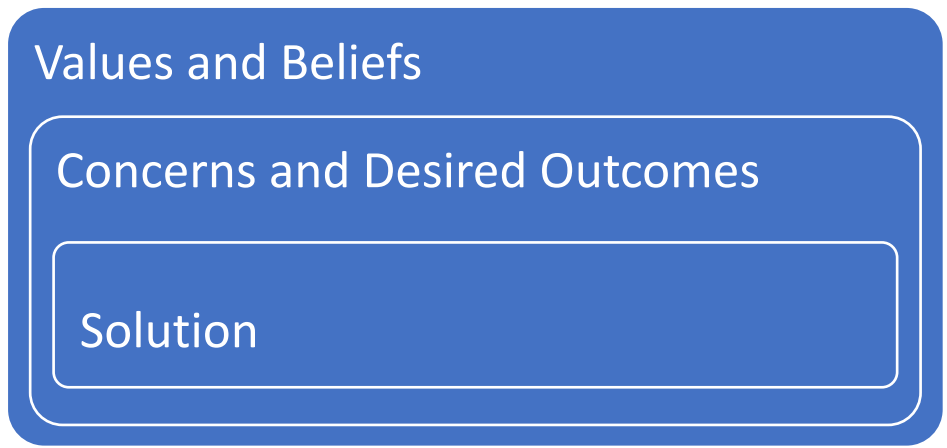 Values and Beliefs
Concerns and Desired Outcomes
Solution